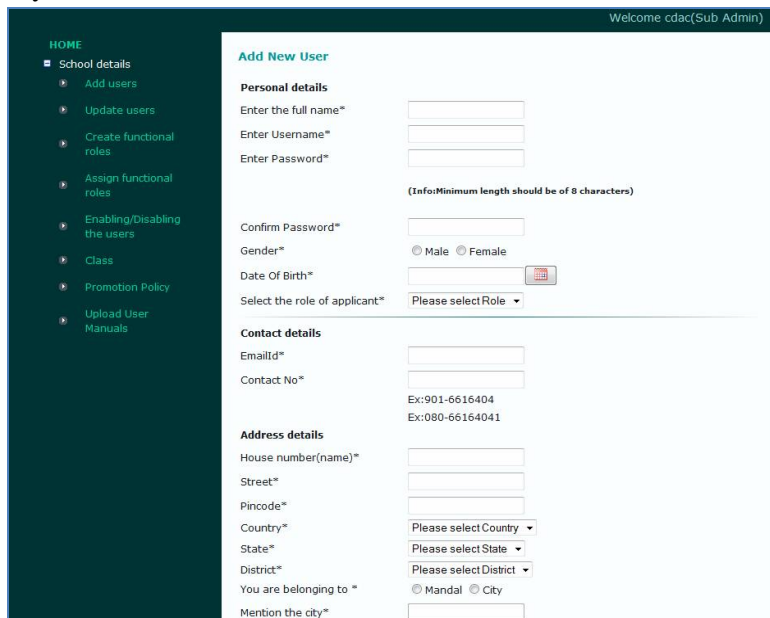 Welcome cdac(Sub Admin)
HOME
School details
Add users
Update users
Create functional
roles
Assign functional
roles
Enabling/Disabling
the users
Class
Promotion Policy
Upload User
Manuals
Add New User
Personal details
Enter the full name*
Enter Username*
Enter Password*
(Info:Minimum length should be of 8 characters)
Confirm Password*
Gender* Male Female
Date Of Birth*
Select the role of applicant* Please select Role
Contact details
EmailId*
Contact No*
Ex:901-6616404
Ex:080-66164041
Address details
House number(name)*
Street*
Pincode*
Country* Please select Country
State* Please select State
District* Please select District
You are belonging to * Mandal City
Mention the city*